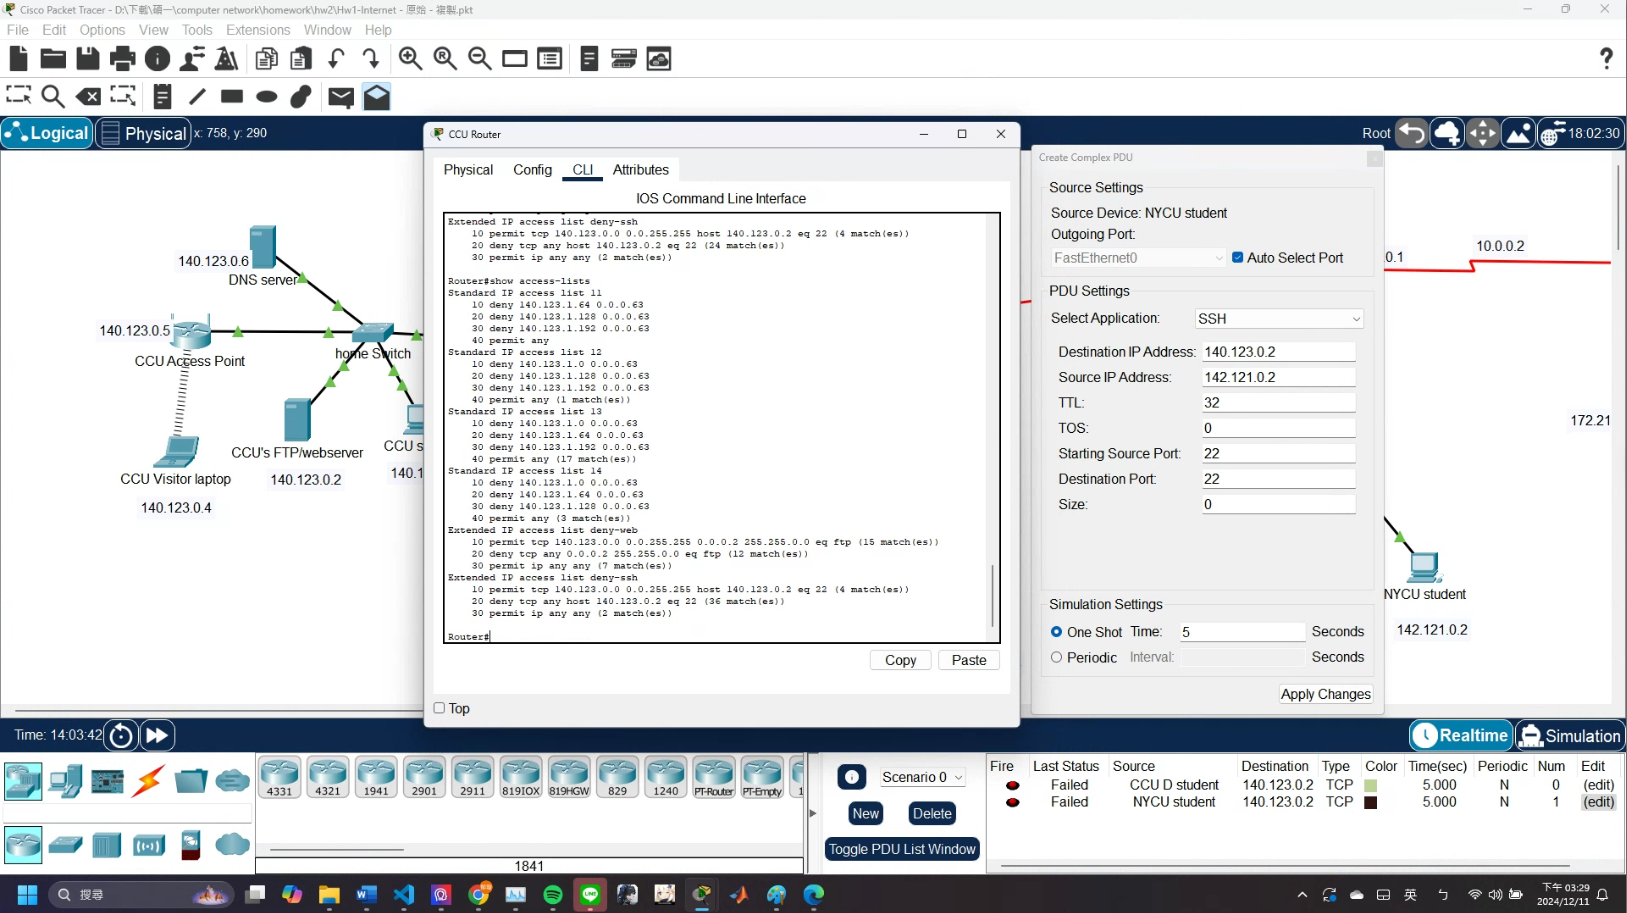 Cisco Packet Tracer - D:\下載\碩一\computer network\homework\hw2\Hw1-Internet - 原始 - 複製.pkt
File Edit Options View Tools Extensions Window Help
Logical Physical x: 758, y: 290
Root 18:02:30
CCU Router
Physical Config CLI Attributes
IOS Command Line Interface
Extended IP access list deny-ssh
10 permit tcp 140.123.0.0 0.0.255.255 host 140.123.0.2 eq 22 (4 match(es))
20 deny tcp any host 140.123.0.2 eq 22 (24 match(es))
30 permit ip any any (2 match(es))
Router#show access-lists
Standard IP access list 11
10 deny 140.123.1.64 0.0.0.63
20 deny 140.123.1.128 0.0.0.63
30 deny 140.123.1.192 0.0.0.63
40 permit any
Standard IP access list 12
10 deny 140.123.1.0 0.0.0.63
20 deny 140.123.1.128 0.0.0.63
30 deny 140.123.1.192 0.0.0.63
40 permit any (1 match(es))
Standard IP access list 13
10 deny 140.123.1.0 0.0.0.63
20 deny 140.123.1.64 0.0.0.63
30 deny 140.123.1.192 0.0.0.63
40 permit any (17 match(es))
Standard IP access list 14
10 deny 140.123.1.0 0.0.0.63
20 deny 140.123.1.64 0.0.0.63
30 deny 140.123.1.128 0.0.0.63
40 permit any (3 match(es))
Extended IP access list deny-web
10 permit tcp 140.123.0.0 0.0.255.255 0.0.0.2 255.255.0.0 eq ftp (15 match(es))
20 deny tcp any 0.0.0.2 255.255.0.0 eq ftp (12 match(es))
30 permit ip any any (7 match(es))
Extended IP access list deny-ssh
10 permit tcp 140.123.0.0 0.0.255.255 host 140.123.0.2 eq 22 (4 match(es))
20 deny tcp any host 140.123.0.2 eq 22 (36 match(es))
30 permit ip any any (2 match(es))
Router#
Copy Paste
Top
140.123.0.6
DNS server
140.123.0.5
CCU Access Point
home Switch
CCU's FTP/webserver
140.123.0.2
CCU s
140.1
CCU Visitor laptop
140.123.0.4
Create Complex PDU
Source Settings
Source Device: NYCU student
Outgoing Port:
FastEthernet0 Auto Select Port
PDU Settings
Select Application: SSH
Destination IP Address: 140.123.0.2
Source IP Address: 142.121.0.2
TTL: 32
TOS: 0
Starting Source Port: 22
Destination Port: 22
Size: 0
Simulation Settings
One Shot Time: 5 Seconds
Periodic Interval: Seconds
Apply Changes
.0.1
10.0.0.2
172.21
NYCU student
142.121.0.2
Time: 14:03:42
Realtime Simulation
4331 4321 1941 2901 2911 819IOX 819HGW 829 1240 PT-Router PT-Empty 1
1841
Scenario 0
New Delete
Toggle PDU List Window
Fire Last Status Source Destination Type Color Time(sec) Periodic Num Edit
Failed CCU D student 140.123.0.2 TCP 5.000 N 0 (edit)
Failed NYCU student 140.123.0.2 TCP 5.000 N 1 (edit)
搜尋
英
ㄅ
下午 03:29
2024/12/11